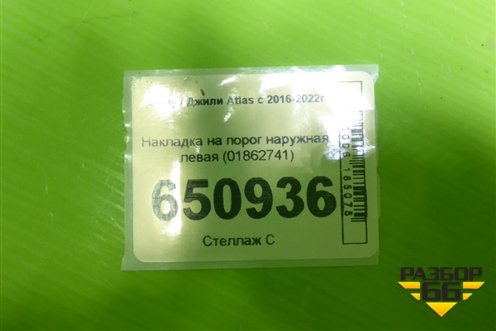 / Джили Atlas с 2016-2022г
Накладка на порог наружная
левая (01862741)
650936
Стеллаж С
РАЗБОР
66